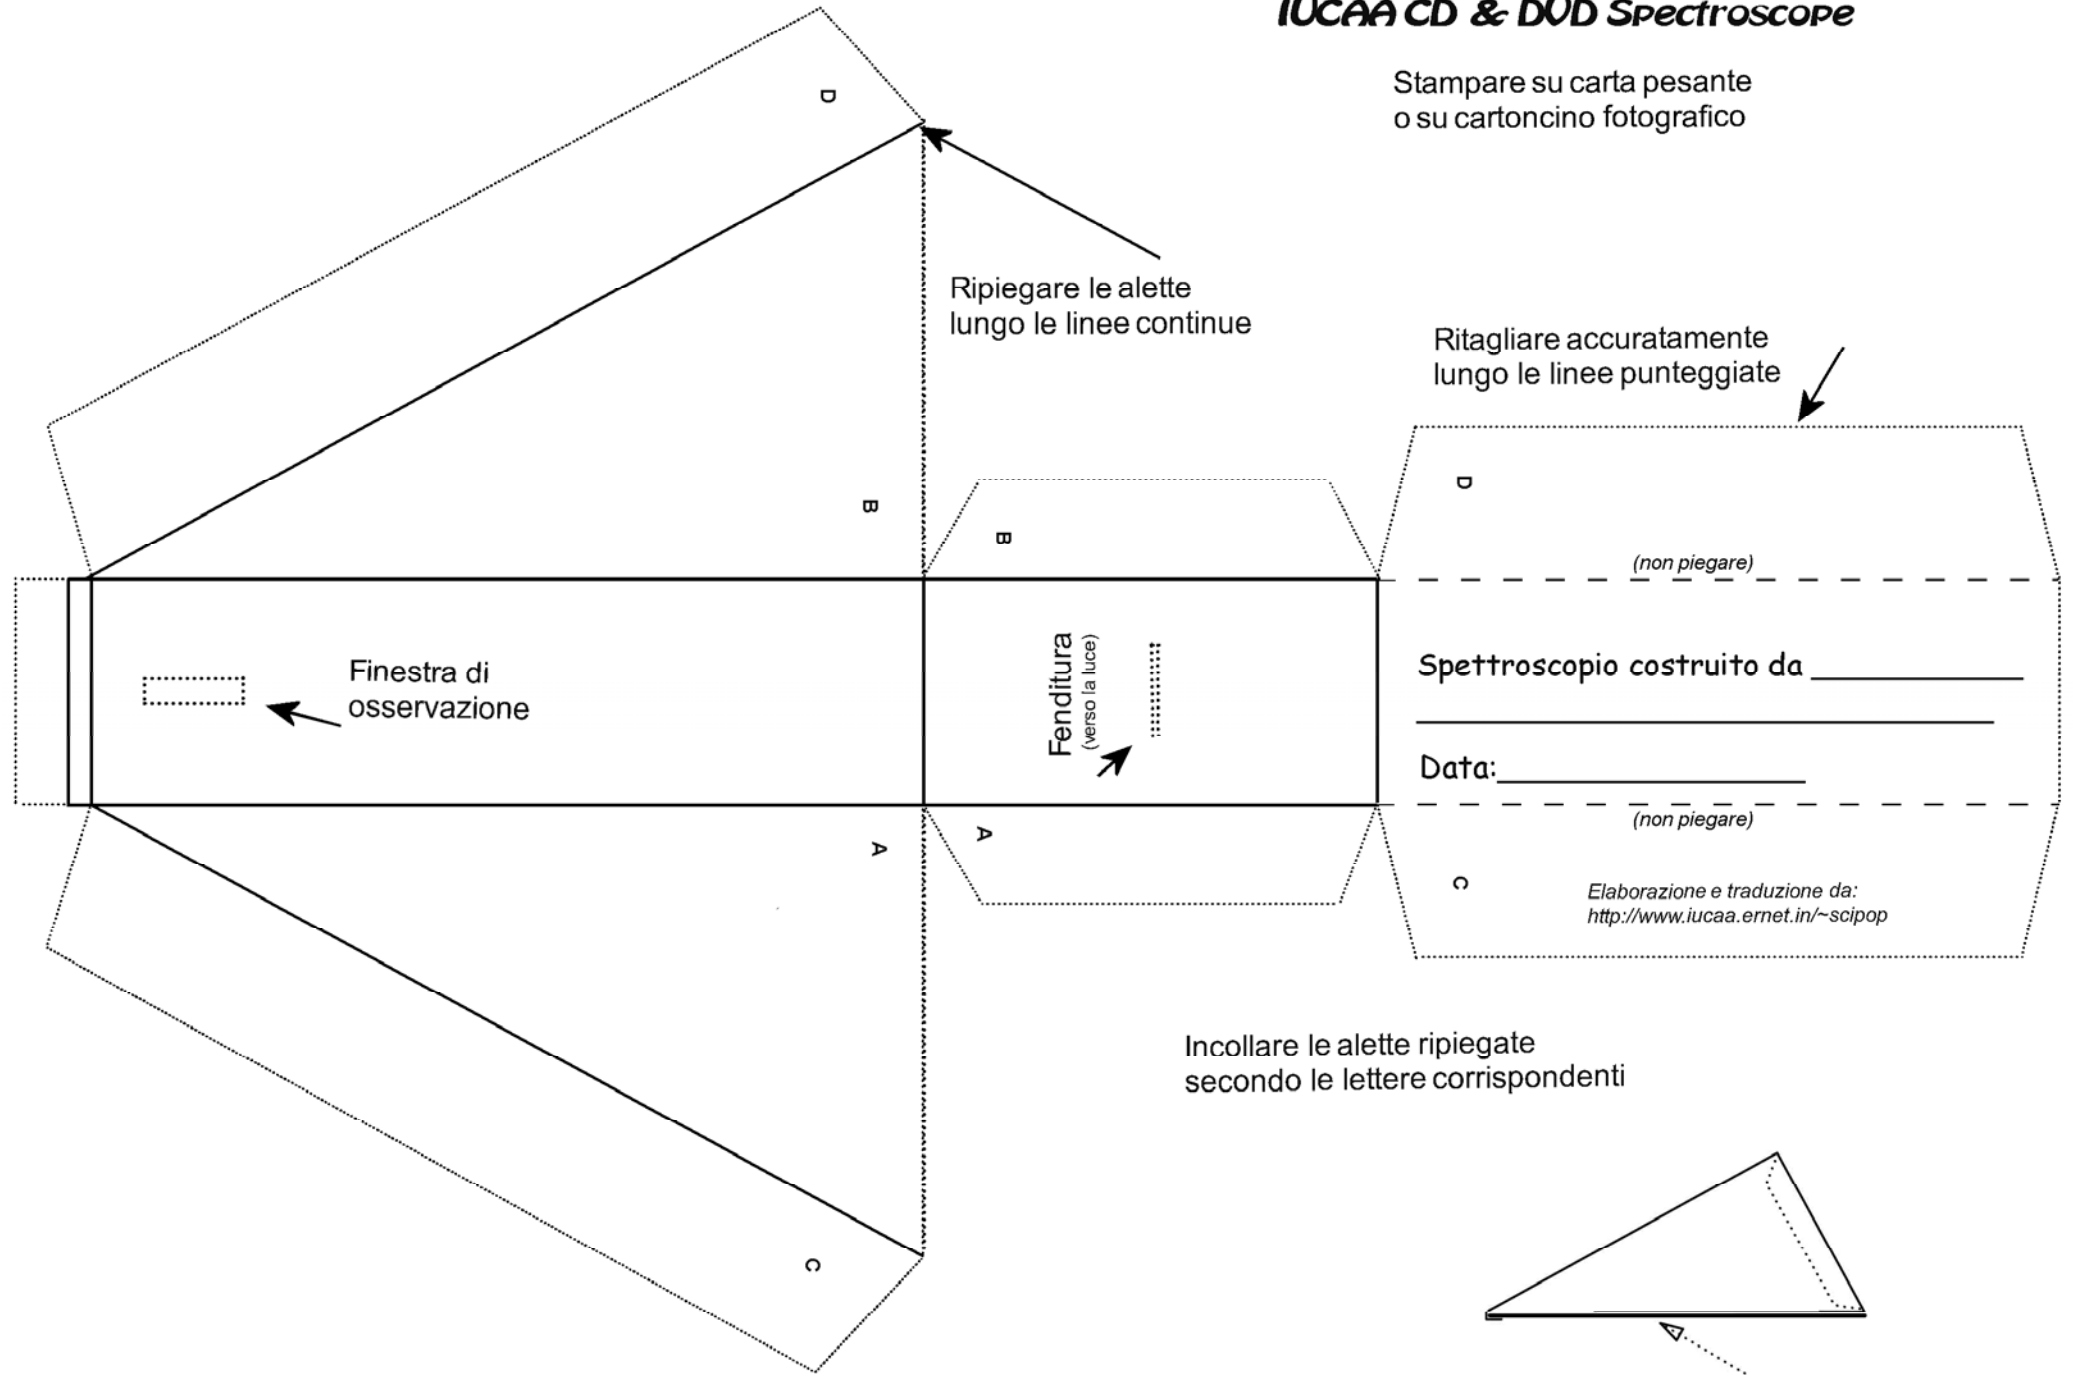 IUCAA CD & DVD Spectroscope
Stampare su carta pesante
o su cartoncino fotografico
D
Ripiegare le alette
lungo le linee continue
Ritagliare accuratamente
lungo le linee punteggiate
B
B
D
(non piegare)
Finestra di
osservazione
Fenditura
(verso la luce)
Spettroscopio costruito da
Data:
(non piegare)
A
A
C
Elaborazione e traduzione da:
http://www.iucaa.ernet.in/~scipop
Incollare le alette ripiegate
secondo le lettere corrispondenti
C